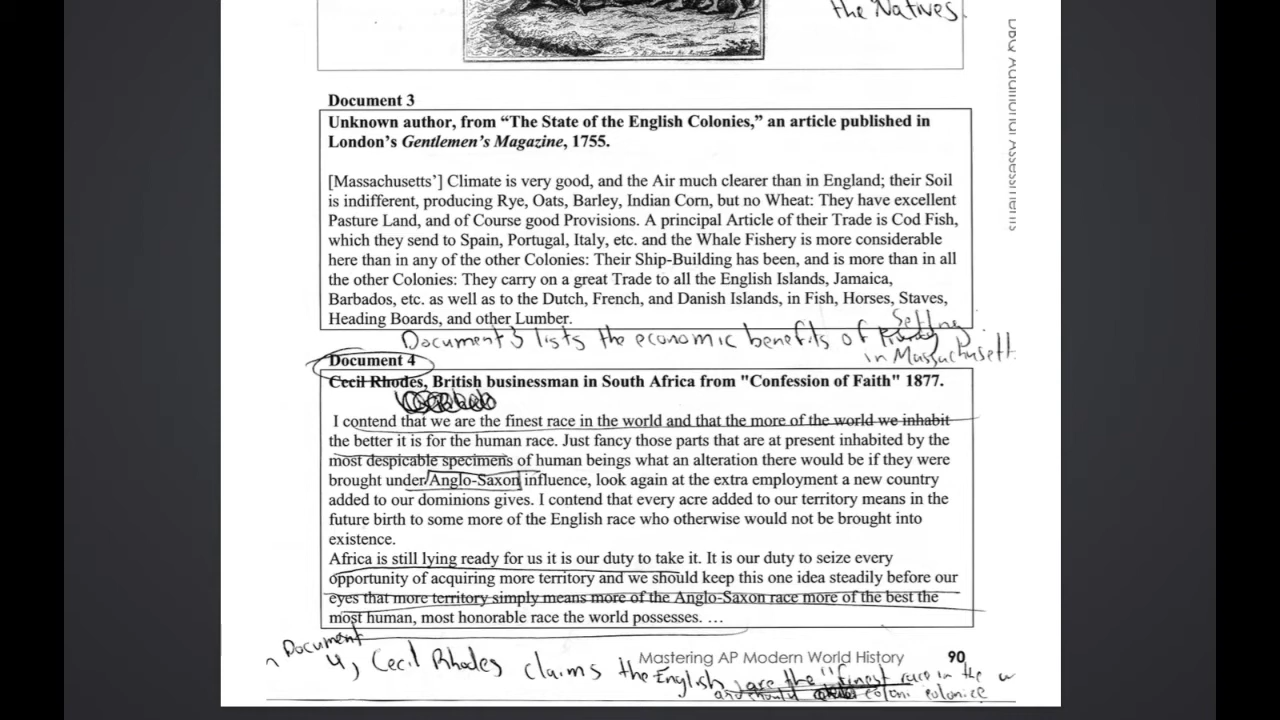 the Natives.
DBQ Additional Assessments
Document 3
Unknown author, from “The State of the English Colonies,” an article published in
London’s Gentlemen’s Magazine, 1755.
[Massachusetts’] Climate is very good, and the Air much clearer than in England; their Soil
is indifferent, producing Rye, Oats, Barley, Indian Corn, but no Wheat: They have excellent
Pasture Land, and of Course good Provisions. A principal Article of their Trade is Cod Fish,
which they send to Spain, Portugal, Italy, etc. and the Whale Fishery is more considerable
here than in any of the other Colonies: Their Ship-Building has been, and is more than in all
the other Colonies: They carry on a great Trade to all the English Islands, Jamaica,
Barbados, etc. as well as to the Dutch, French, and Danish Islands, in Fish, Horses, Staves,
Heading Boards, and other Lumber.
Document 3 lists the economic benefits of Settling
in Massachusett
Document 4
Cecil Rhodes, British businessman in South Africa from "Confession of Faith" 1877.
I contend that we are the finest race in the world and that the more of the world we inhabit
the better it is for the human race. Just fancy those parts that are at present inhabited by the
most despicable specimens of human beings what an alteration there would be if they were
brought under Anglo-Saxon influence, look again at the extra employment a new country
added to our dominions gives. I contend that every acre added to our territory means in the
future birth to some more of the English race who otherwise would not be brought into
existence.
Africa is still lying ready for us it is our duty to take it. It is our duty to seize every
opportunity of acquiring more territory and we should keep this one idea steadily before our
eyes that more territory simply means more of the Anglo-Saxon race more of the best the
most human, most honorable race the world possesses. …
Document
4, Cecil Rhodes claims the English are the "finest race in the w
and should coloni colonice
Mastering AP Modern World History 90